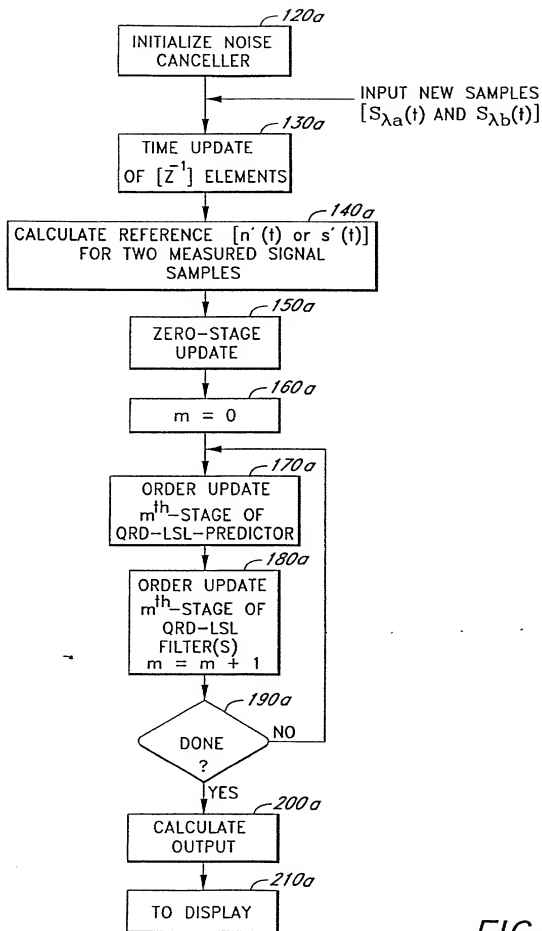 120a
INITIALIZE NOISE
CANCELLER
INPUT NEW SAMPLES
[Sλa(t) AND Sλb(t)]
130a
TIME UPDATE
OF [Z⁻¹] ELEMENTS
140a
CALCULATE REFERENCE [n'(t) or s'(t)]
FOR TWO MEASURED SIGNAL
SAMPLES
150a
ZERO-STAGE
UPDATE
160a
m = 0
170a
ORDER UPDATE
mth-STAGE OF
QRD-LSL-PREDICTOR
180a
ORDER UPDATE
mth-STAGE OF
QRD-LSL
FILTER(S)
m = m + 1
190a
DONE
?
NO
YES
200a
CALCULATE
OUTPUT
210a
TO DISPLAY
FIG